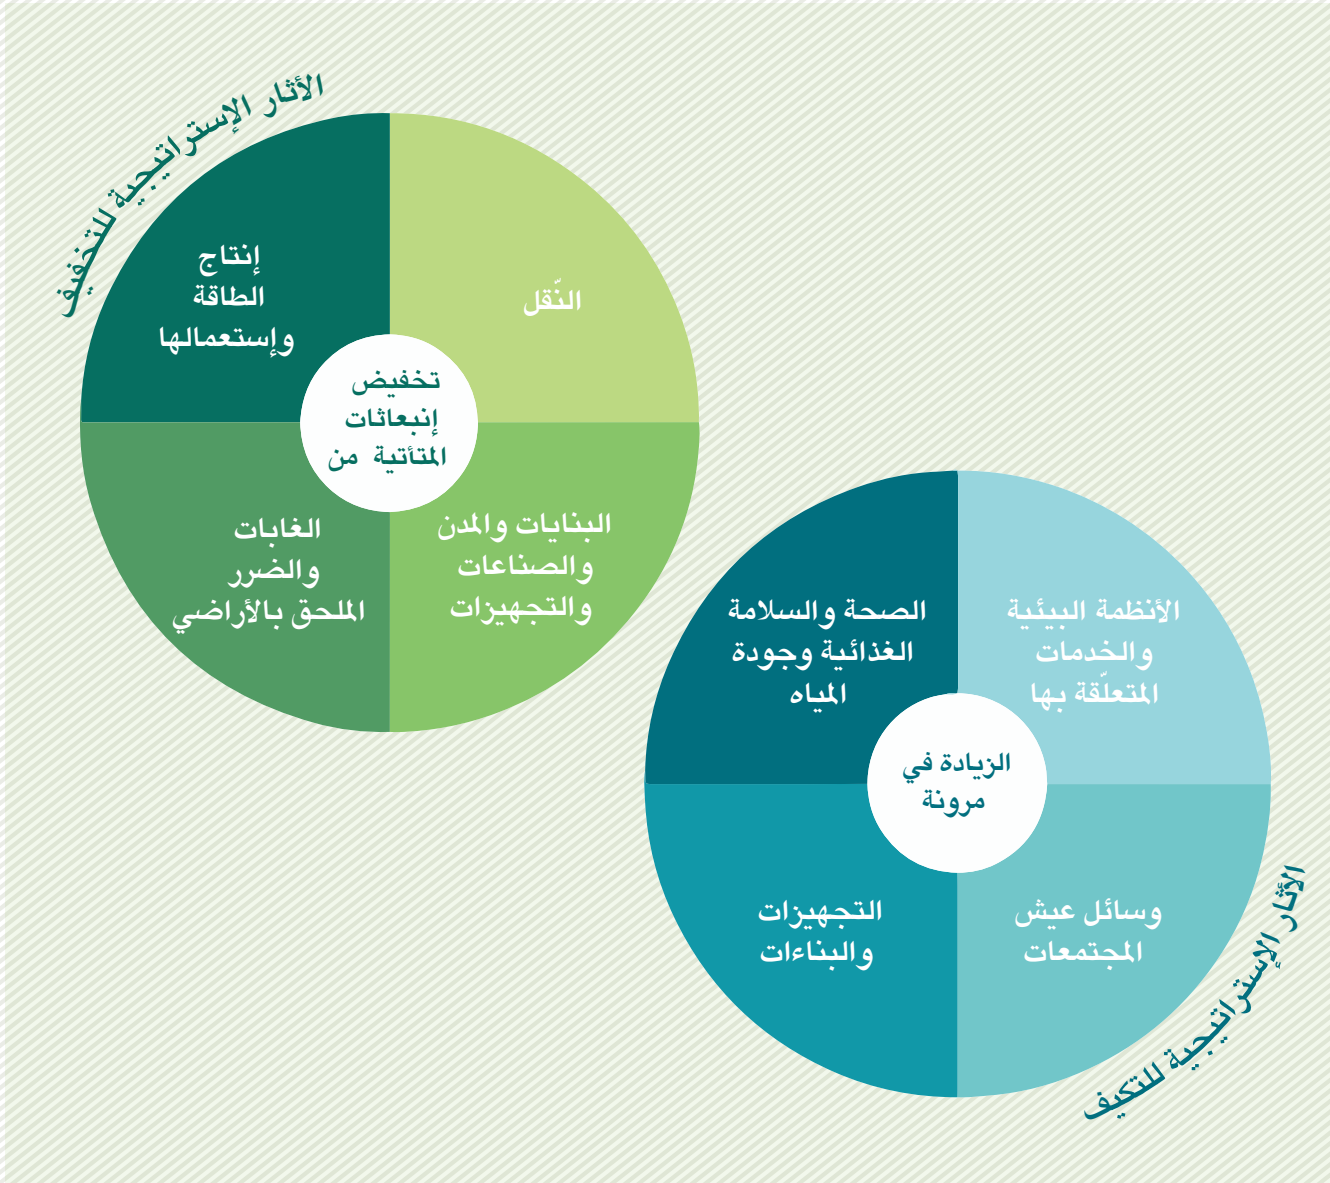 الأثار الإستراتيجية للتخفيف
إنتاج
الطاقة
وإستعمالها
النّقل
تخفيض
إنبعاثات
المتأتية من
الغابات
والضرر
الملحق بالأراضي
البنايات والمدن
والصناعات
والتجهيزات
الصحة والسلامة
الغذائية وجودة
المياه
الأنظمة البيئية
والخدمات
المتعلّقة بها
الزيادة في
مرونة
التجهيزات
والبناءات
وسائل عيش
المجتمعات
الأثار الإستراتيجية للتكيف